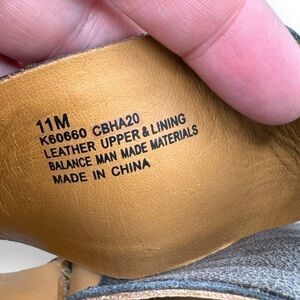 11M
K60660 CBHA20
LEATHER UPPER & LINING
BALANCE MAN MADE MATERIALS
MADE IN CHINA